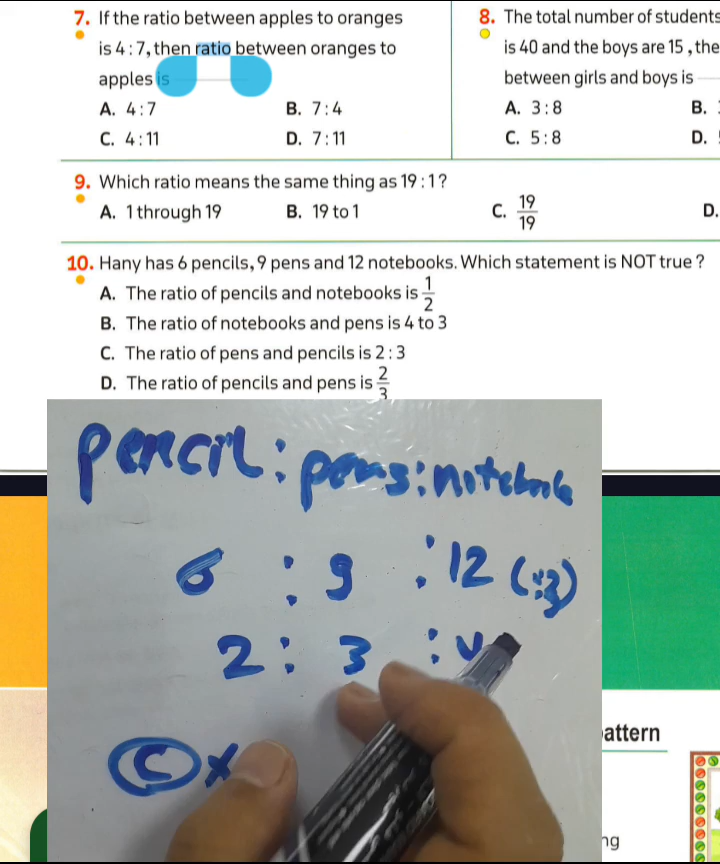 7. If the ratio between apples to oranges
is 4 : 7, then ratio between oranges to
apples is
A. 4 : 7 B. 7 : 4
C. 4 : 11 D. 7 : 11
8. The total number of students
is 40 and the boys are 15 , the
between girls and boys is
A. 3 : 8 B.
C. 5 : 8 D.
9. Which ratio means the same thing as 19 : 1 ?
A. 1 through 19 B. 19 to 1 C. 19/19 D.
10. Hany has 6 pencils, 9 pens and 12 notebooks. Which statement is NOT true ?
A. The ratio of pencils and notebooks is 1/2
B. The ratio of notebooks and pens is 4 to 3
C. The ratio of pens and pencils is 2 : 3
D. The ratio of pencils and pens is 2/3
pencil : pens : notebook
6 : 9 : 12 (÷3)
2 : 3 :
C x
attern
ng